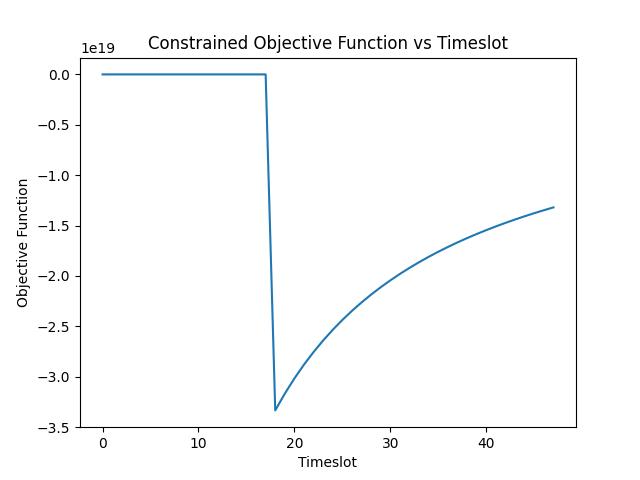 Constrained Objective Function vs Timeslot
1e19
0.0
−0.5
−1.0
−1.5
−2.0
−2.5
−3.0
−3.5
Objective Function
0 10 20 30 40
Timeslot